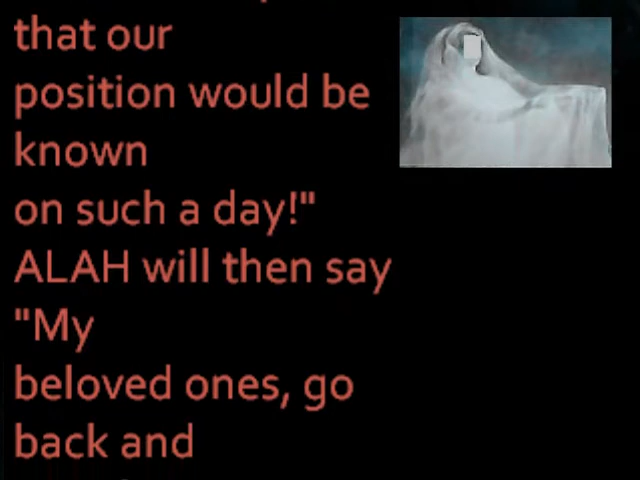 that our
position would be
known
on such a day!"
ALAH will then say
"My
beloved ones, go
back and